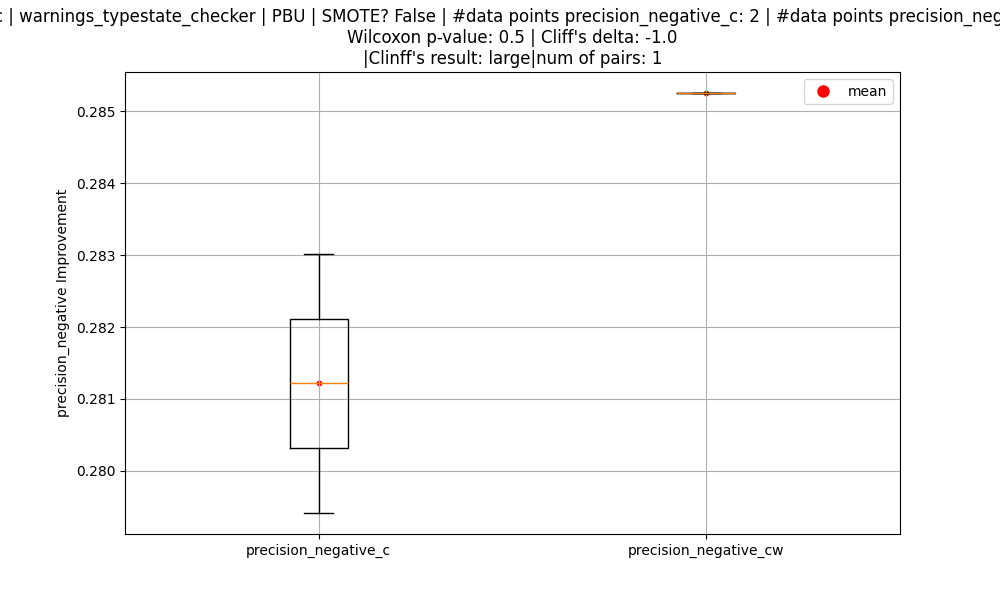 | warnings_typestate_checker | PBU | SMOTE? False | #data points precision_negative_c: 2 | #data points
Wilcoxon p-value: 0.5 | Cliff's delta: -1.0
|Clinff's result: large|num of pairs: 1
mean
0.285
0.284
0.283
0.282
0.281
0.280
precision_negative Improvement
precision_negative_c
precision_negative_cw